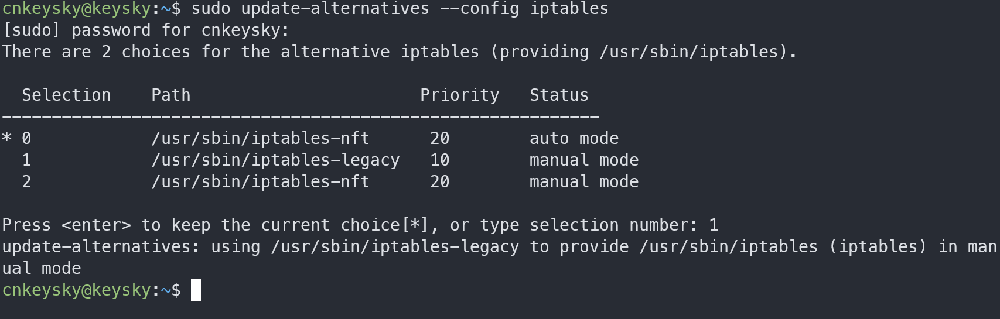 cnkeysky@keysky:~$ sudo update-alternatives --config iptables
[sudo] password for cnkeysky:
There are 2 choices for the alternative iptables (providing /usr/sbin/iptables).

  Selection    Path                       Priority   Status
------------------------------------------------------------
* 0            /usr/sbin/iptables-nft      20        auto mode
  1            /usr/sbin/iptables-legacy   10        manual mode
  2            /usr/sbin/iptables-nft      20        manual mode

Press <enter> to keep the current choice[*], or type selection number: 1
update-alternatives: using /usr/sbin/iptables-legacy to provide /usr/sbin/iptables (iptables) in man
ual mode
cnkeysky@keysky:~$